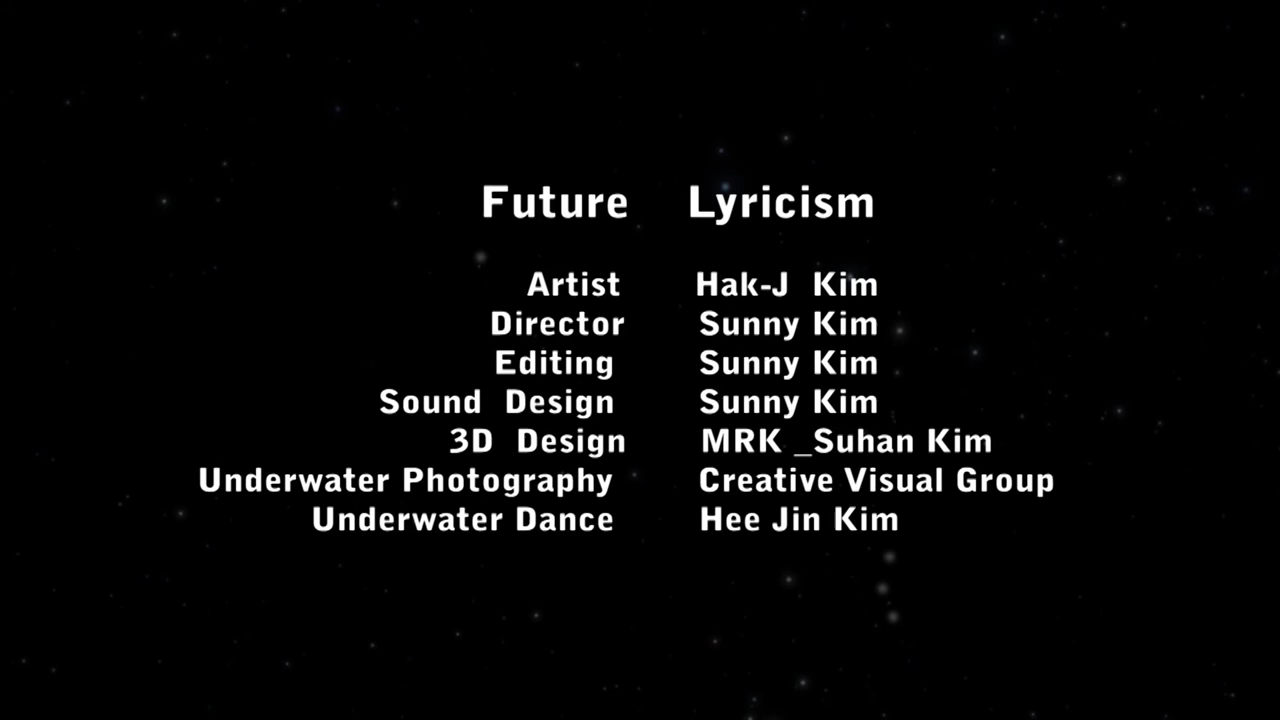 Future Lyricism
Artist Hak-J Kim
Director Sunny Kim
Editing Sunny Kim
Sound Design Sunny Kim
3D Design MRK _Suhan Kim
Underwater Photography Creative Visual Group
Underwater Dance Hee Jin Kim